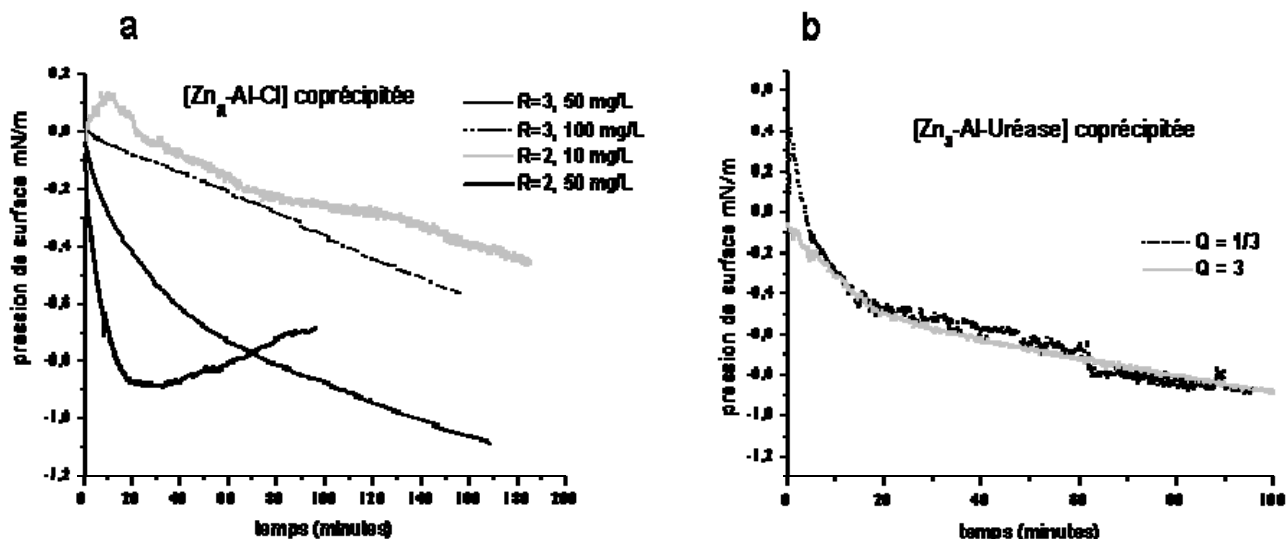 a
[Zn_R-Al-Cl] coprécipitée
R=3, 50 mg/L
R=3, 100 mg/L
R=2, 10 mg/L
R=2, 50 mg/L
pression de surface mN/m
0,2
0,0
-0,2
-0,4
-0,6
-0,8
-1,0
-1,2
0 20 40 60 80 100 120 140 160 180 200
temps (minutes)
b
[Zn₃-Al-Uréase] coprécipitée
Q = 1/3
Q = 3
pression de surface mN/m
0,6
0,4
0,2
0,0
-0,2
-0,4
-0,6
-0,8
-1,0
-1,2
0 20 40 60 80 100
temps (minutes)